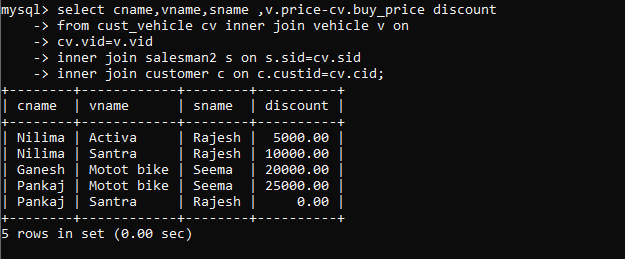 mysql> select cname,vname,sname ,v.price-cv.buy_price discount
    -> from cust_vehicle cv inner join vehicle v on
    -> cv.vid=v.vid
    -> inner join salesman2 s on s.sid=cv.sid
    -> inner join customer c on c.custid=cv.cid;
+--------+------------+--------+----------+
| cname  | vname      | sname  | discount |
+--------+------------+--------+----------+
| Nilima | Activa     | Rajesh |  5000.00 |
| Nilima | Santra     | Rajesh | 10000.00 |
| Ganesh | Motot bike | Seema  | 20000.00 |
| Pankaj | Motot bike | Seema  | 25000.00 |
| Pankaj | Santra     | Rajesh |     0.00 |
+--------+------------+--------+----------+
5 rows in set (0.00 sec)